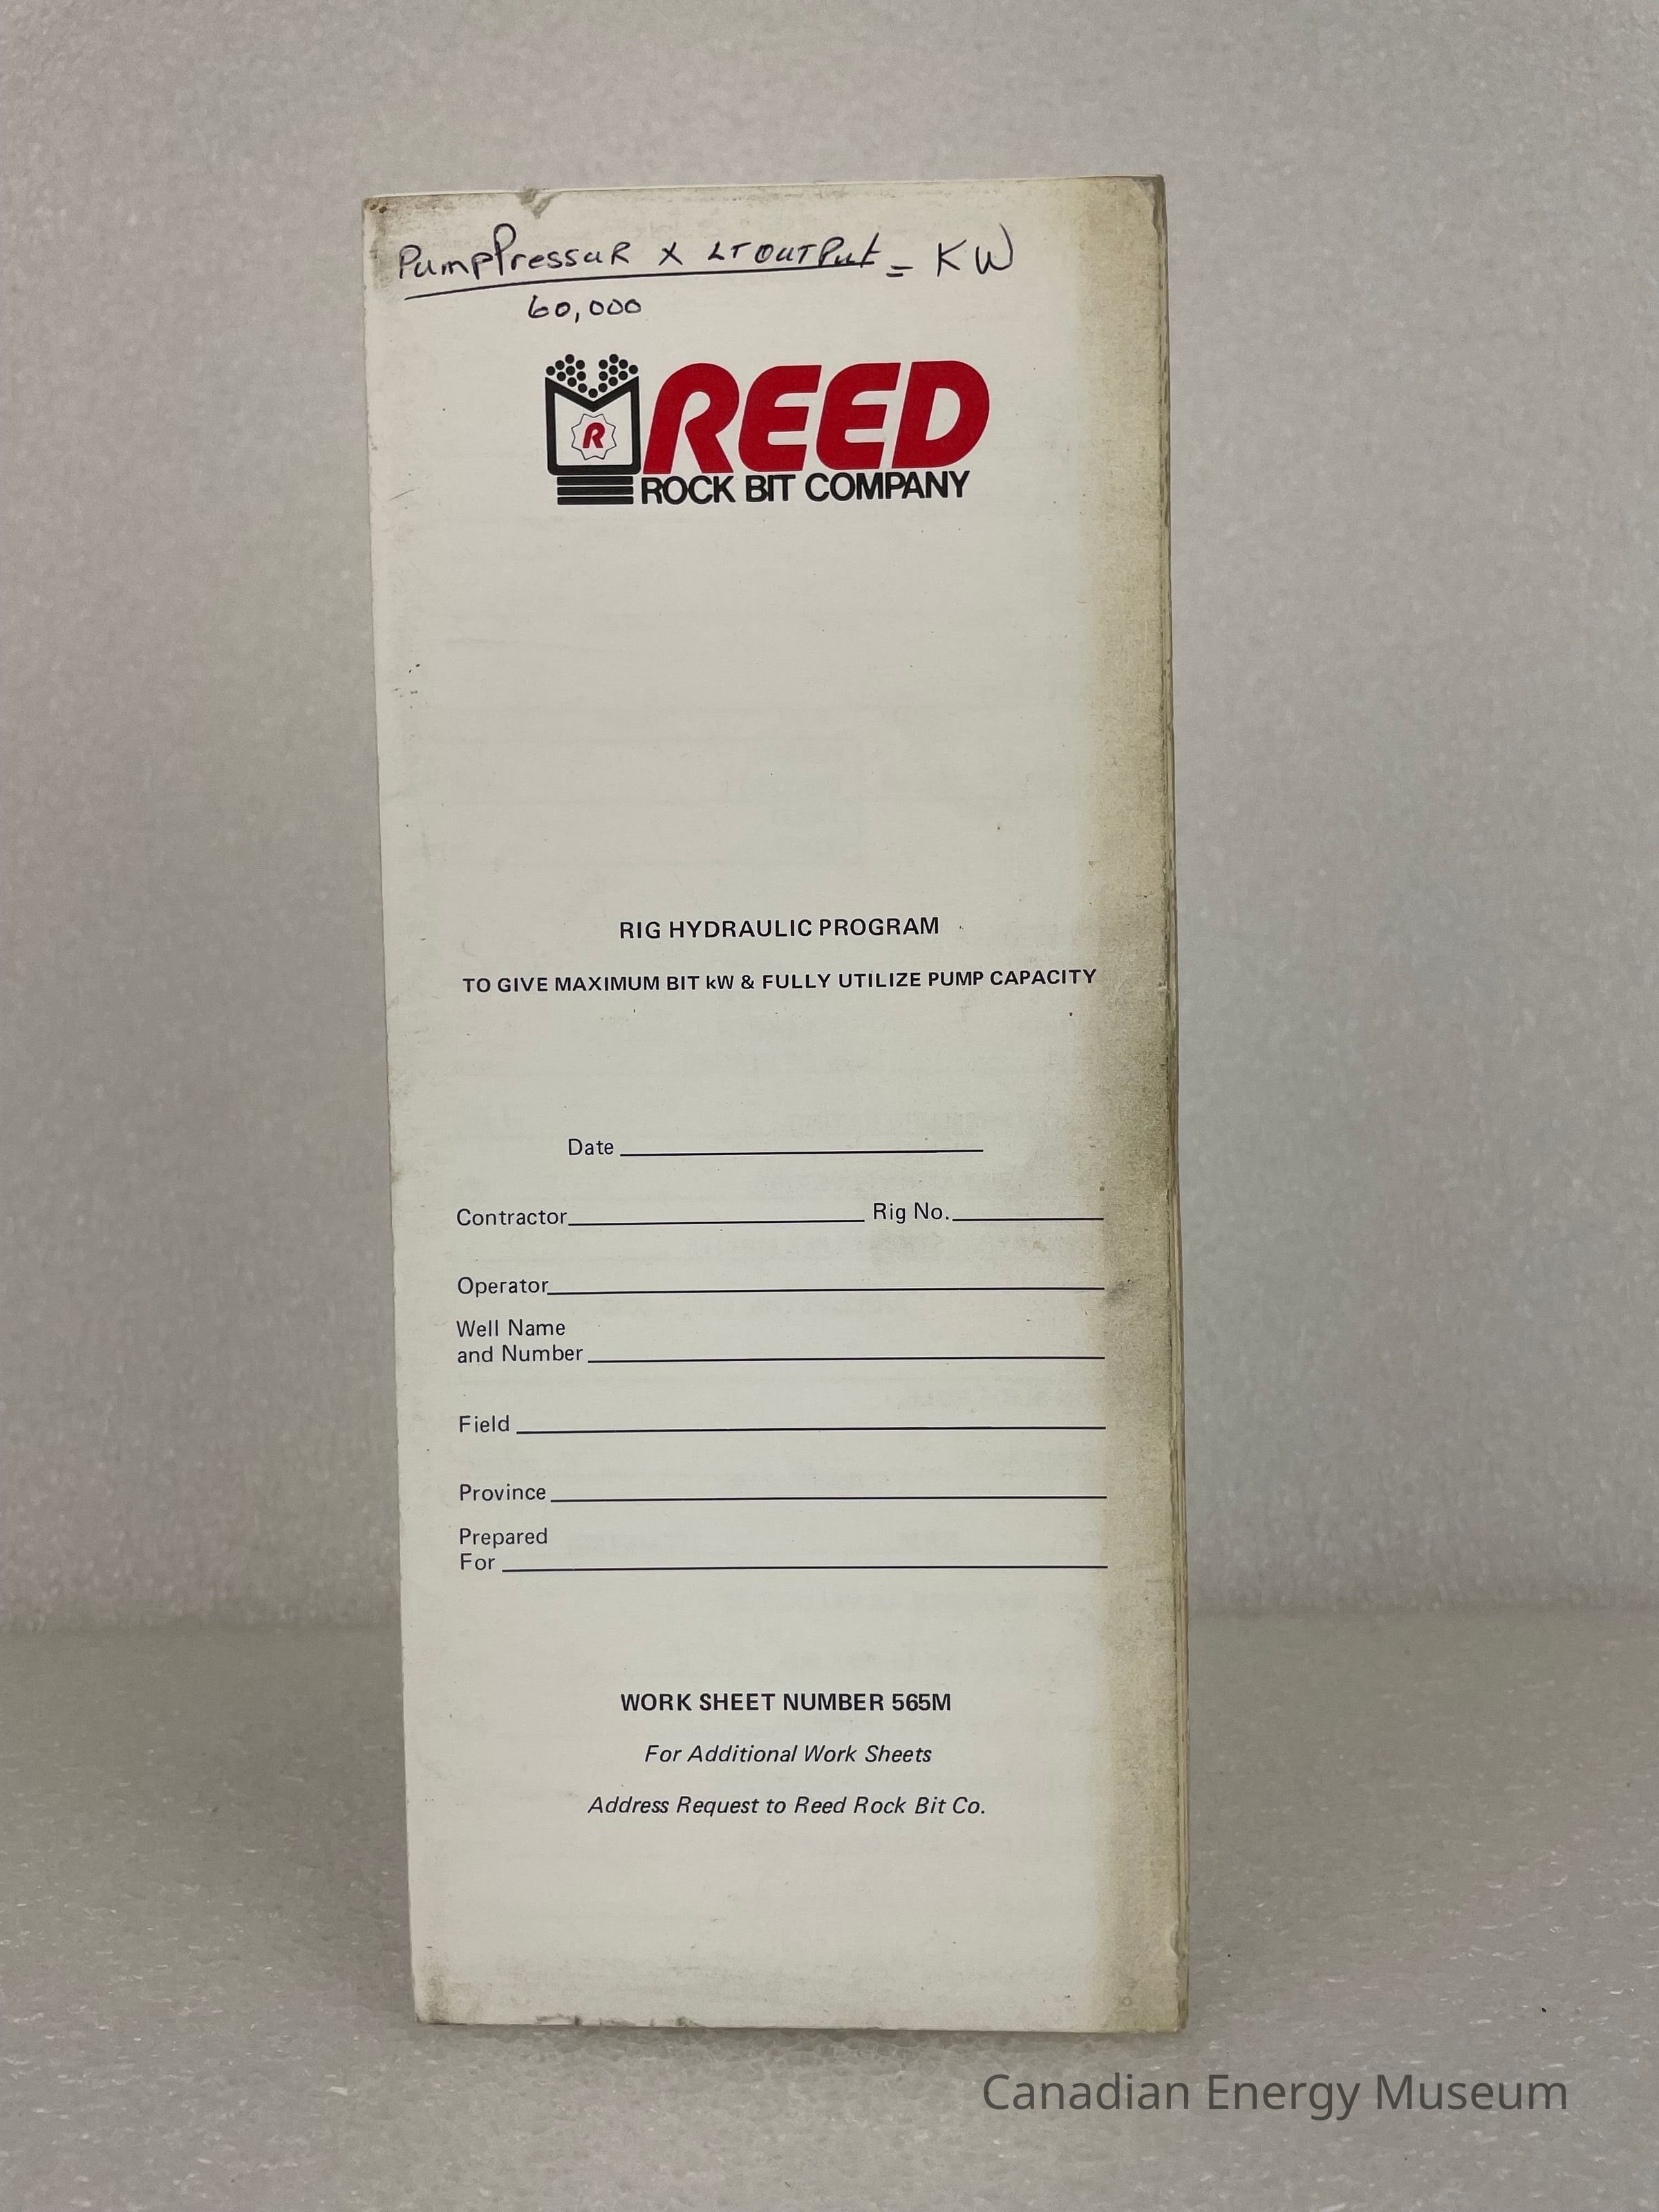 PumpPressuR x LT OUTPut = KW
60,000
R
REED
ROCK BIT COMPANY
RIG HYDRAULIC PROGRAM
TO GIVE MAXIMUM BIT kW & FULLY UTILIZE PUMP CAPACITY
Date
Contractor Rig No.
Operator
Well Name
and Number
Field
Province
Prepared
For
WORK SHEET NUMBER 565M
For Additional Work Sheets
Address Request to Reed Rock Bit Co.
Canadian Energy Museum